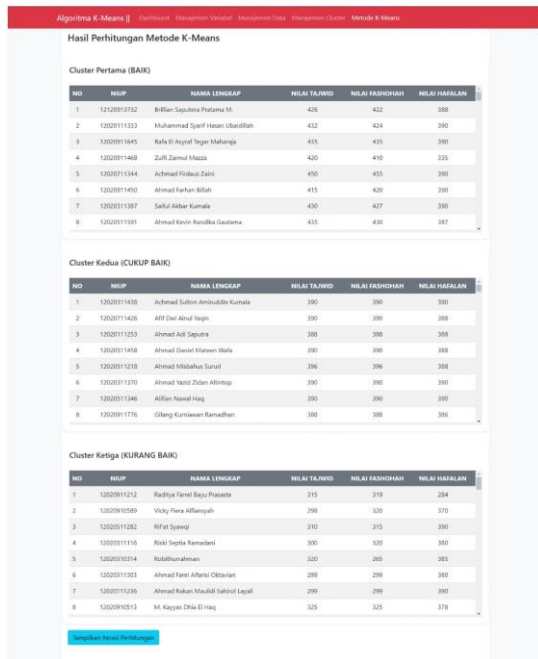 Algoritma K-Means || Dashboard Manajemen Variabel Manajemen Data Manajemen Cluster Metode K-Means
Hasil Perhitungan Metode K-Means
Cluster Pertama (BAIK)
NO NIUP NAMA LENGKAP NILAI TAJWID NILAI FASHOHAH NILAI HAFALAN
1 12120913732 Brillian Saputera Pratama M. 426 422 388
2 12020111333 Muhammad Syarif Hasan Ubaidillah 432 424 390
3 12020911645 Rafa El Asyraf Tegar Maharaja 435 435 390
4 12020911468 Zulfi Zaimul Mazza 420 410 335
5 12020711344 Achmad Firdaus Zaini 450 455 390
6 12020911450 Ahmad Farhan Billah 415 420 390
7 12020311387 Saiful Akbar Kumala 430 427 390
8 12020511591 Ahmad Kevin Randika Gautama 435 430 387
Cluster Kedua (CUKUP BAIK)
NO NIUP NAMA LENGKAP NILAI TAJWID NILAI FASHOHAH NILAI HAFALAN
1 12020311438 Achmad Sulton Amiruddin Kumala 390 390 390
2 12020711426 Afif Dwi Ainul Yaqin 390 390 388
3 12020111253 Ahmad Adi Saputra 388 388 388
4 12020511458 Ahmad Daniel Mateen Wafa 390 390 388
5 12020511218 Ahmad Misbahus Sururi 396 396 388
6 12020311370 Ahmad Yazid Zidan Altintop 390 390 390
7 12020511346 Alifian Nawal Haq 390 390 390
8 12020911776 Gilang Kurniawan Ramadhan 388 388 386
Cluster Ketiga (KURANG BAIK)
NO NIUP NAMA LENGKAP NILAI TAJWID NILAI FASHOHAH NILAI HAFALAN
1 12020911212 Raditya Farrel Bayu Prasasta 315 319 284
2 12020910589 Vicky Fiera Alfiansyah 298 320 370
3 12020511282 Rif'at Syawqi 310 315 390
4 12020311116 Riski Septia Ramadani 300 320 380
5 12020310314 Robithurrahman 320 265 385
6 12020311303 Ahmad Farel Alfarisi Oktavian 299 299 380
7 12020111236 Ahmad Rakan Maulidi Sahirol Layali 299 299 390
8 12020910513 M. Kayyes Dhia El Haq 325 325 378
Tampilkan Iterasi Perhitungan